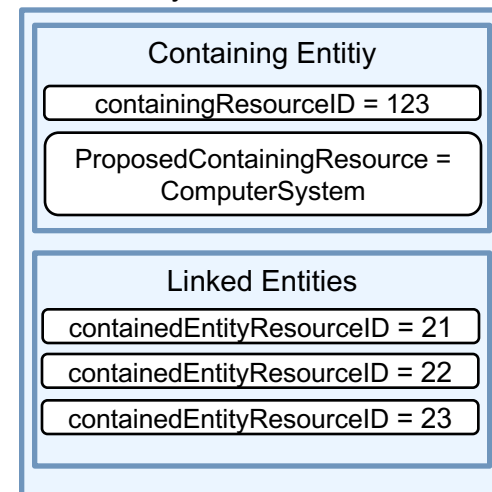 Containing Entitiy
containingResourceID = 123
ProposedContainingResource =
ComputerSystem
Linked Entities
containedEntityResourceID = 21
containedEntityResourceID = 22
containedEntityResourceID = 23